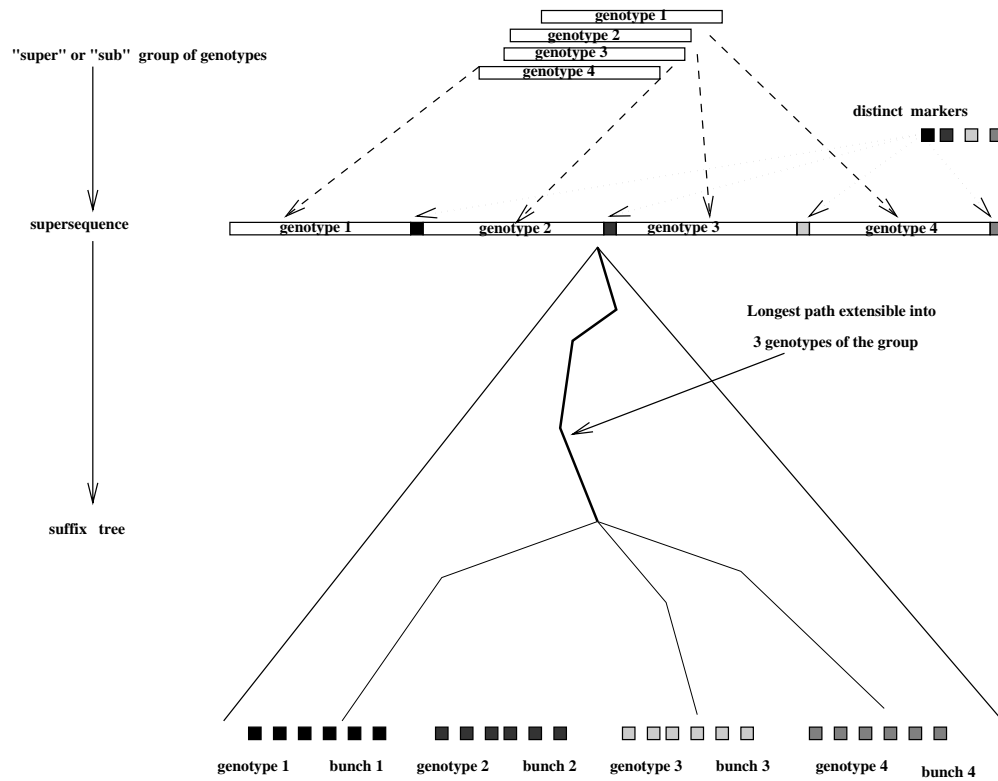 genotype 1
genotype 2
genotype 3
genotype 4
"super" or "sub" group of genotypes
distinct markers
supersequence
genotype 1 genotype 2 genotype 3 genotype 4
Longest path extensible into
3 genotypes of the group
suffix tree
genotype 1 bunch 1 genotype 2 bunch 2 genotype 3 bunch 3 genotype 4 bunch 4